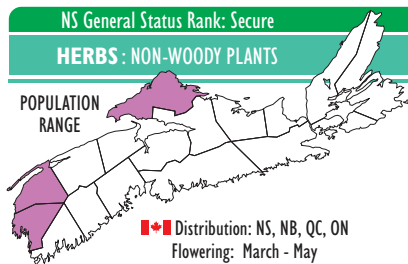 NS General Status Rank: Secure
HERBS : NON-WOODY PLANTS
POPULATION
RANGE
Distribution: NS, NB, QC, ON
Flowering: March - May